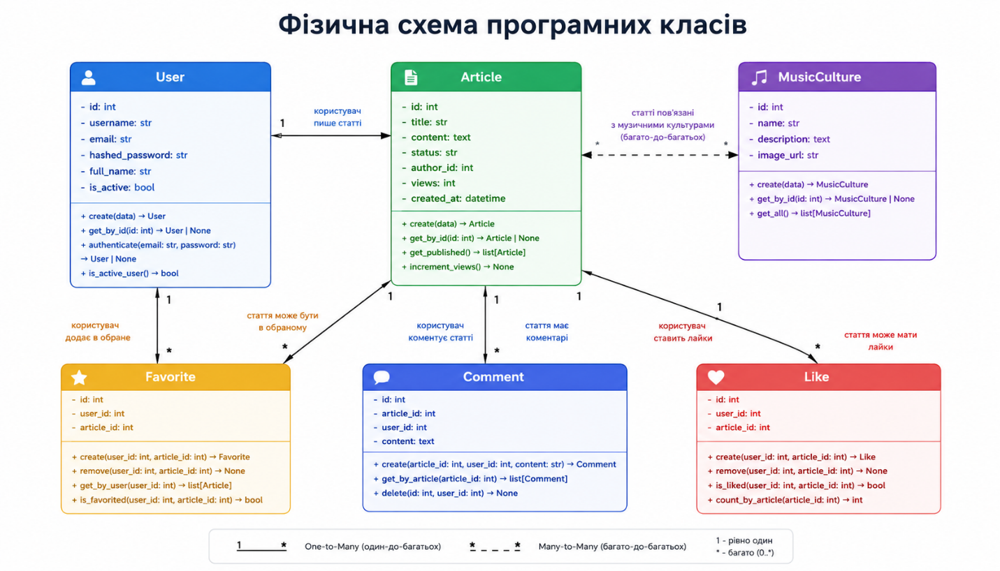 Фізична схема програмних класів
User
- id: int
- username: str
- email: str
- hashed_password: str
- full_name: str
- is_active: bool
+ create(data) → User
+ get_by_id(id: int) → User | None
+ authenticate(email: str, password: str)
→ User | None
+ is_active_user() → bool
1
користувач
пише статті
Article
- id: int
- title: str
- content: text
- status: str
- author_id: int
- views: int
- created_at: datetime
+ create(data) → Article
+ get_by_id(id: int) → Article | None
+ get_published() → list[Article]
+ increment_views() → None
статті пов'язані
з музичними культурами
(багато-до-багатьох)
* *
MusicCulture
- id: int
- name: str
- description: text
- image_url: str
+ create(data) → MusicCulture
+ get_by_id(id: int) → MusicCulture | None
+ get_all() → list[MusicCulture]
1
користувач
додає в обране
*
1
стаття може бути
в обраному
*
1
користувач
коментує статті
стаття має
коментарі
*
1
1
користувач
ставить лайки
*
стаття може мати
лайки
Favorite
- id: int
- user_id: int
- article_id: int
+ create(user_id: int, article_id: int) → Favorite
+ remove(user_id: int, article_id: int) → None
+ get_by_user(user_id: int) → list[Article]
+ is_favorited(user_id: int, article_id: int) → bool
Comment
- id: int
- article_id: int
- user_id: int
- content: text
+ create(article_id: int, user_id: int, content: str) → Comment
+ get_by_article(article_id: int) → list[Comment]
+ delete(id: int, user_id: int) → None
Like
- id: int
- user_id: int
- article_id: int
+ create(user_id: int, article_id: int) → Like
+ remove(user_id: int, article_id: int) → None
+ is_liked(user_id: int, article_id: int) → bool
+ count_by_article(article_id: int) → int
1 * One-to-Many (один-до-багатьох)
* * Many-to-Many (багато-до-багатьох)
1 - рівно один
* - багато (0..*)